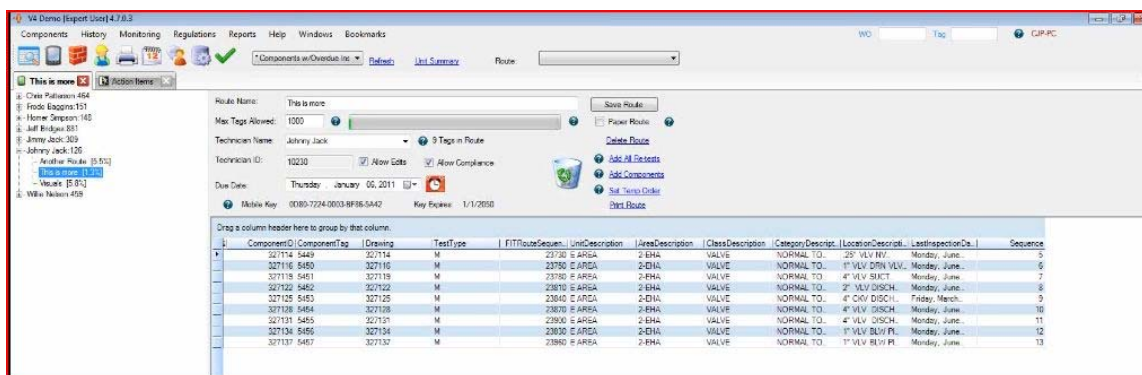 V4 Demo [Expert User] 4.7.0.3
Components History Monitoring Regulations Reports Help Windows Bookmarks WO Tag CJP-PC
*Components w/Overdue Ins Refresh Unit Summary Route:
This is more Action Items
Chris Patterson:464
Frodo Baggins:151
Homer Simpson:148
Jeff Bridges:881
Jimmy Jack:309
Johnny Jack:126
Another Route [5.5%]
This is more [1.3%]
Visuals [5.8%]
Willie Nelson:459
Route Name: This is more Save Route
Max Tags Allowed: 1000 Paper Route
Technician Name: Johnny Jack 9 Tags in Route Delete Route
Technician ID: 10230 Allow Edits Allow Compliance Add All Retests
Add Components
Due Date: Thursday , January 06, 2011 Set Temp Order
Mobile Key 0D80-7224-0003-BF86-5A42 Key Expires 1/1/2050 Print Route
Drag a column header here to group by that column.
ComponentID ComponentTag Drawing TestType FITRouteSequen... UnitDescription AreaDescription ClassDescription CategoryDescript... LocationDescripti... LastInspectionDa... Sequence
327114 5449 327114 M 23730 E AREA 2-EHA VALVE NORMAL TO... .25" VLV NV... Monday, June... 5
327116 5450 327116 M 23750 E AREA 2-EHA VALVE NORMAL TO... 1" VLV DRN VLV... Monday, June... 6
327119 5451 327119 M 23780 E AREA 2-EHA VALVE NORMAL TO... 4" VLV SUCT... Monday, June... 7
327122 5452 327122 M 23810 E AREA 2-EHA VALVE NORMAL TO... 2" VLV DISCH... Monday, June... 8
327125 5453 327125 M 23840 E AREA 2-EHA VALVE NORMAL TO... 4" CKV DISCH... Friday, March... 9
327128 5454 327128 M 23870 E AREA 2-EHA VALVE NORMAL TO... 4" VLV DISCH... Monday, June... 10
327131 5455 327131 M 23900 E AREA 2-EHA VALVE NORMAL TO... 4" VLV DISCH... Monday, June... 11
327134 5456 327134 M 23930 E AREA 2-EHA VALVE NORMAL TO... 1" VLV BLW PI... Monday, June... 12
327137 5457 327137 M 23960 E AREA 2-EHA VALVE NORMAL TO... 1" VLV BLW PI... Monday, June... 13